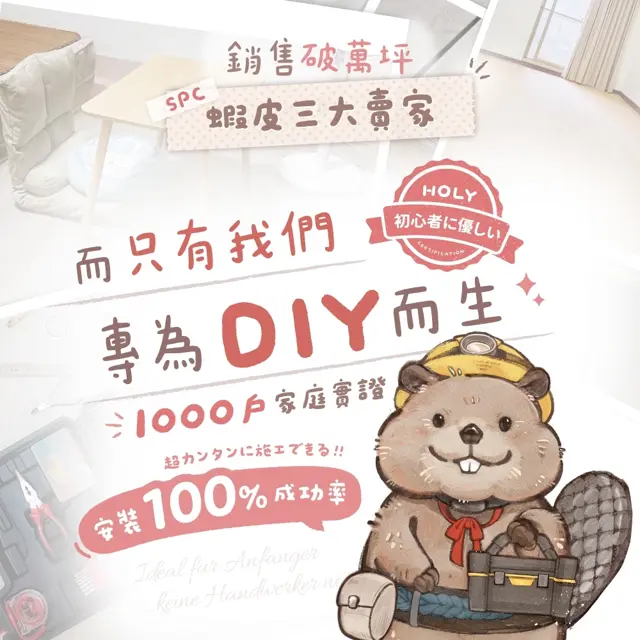 銷售破萬坪
SPC
蝦皮三大賣家
HOLY
初心者に優しい
CERTIFICATION
而只有我們
專為DIY而生
1000戶家庭實證
超カンタンに施工できる!!
安裝100%成功率
Ideal für Anfänger
keine Handwerker